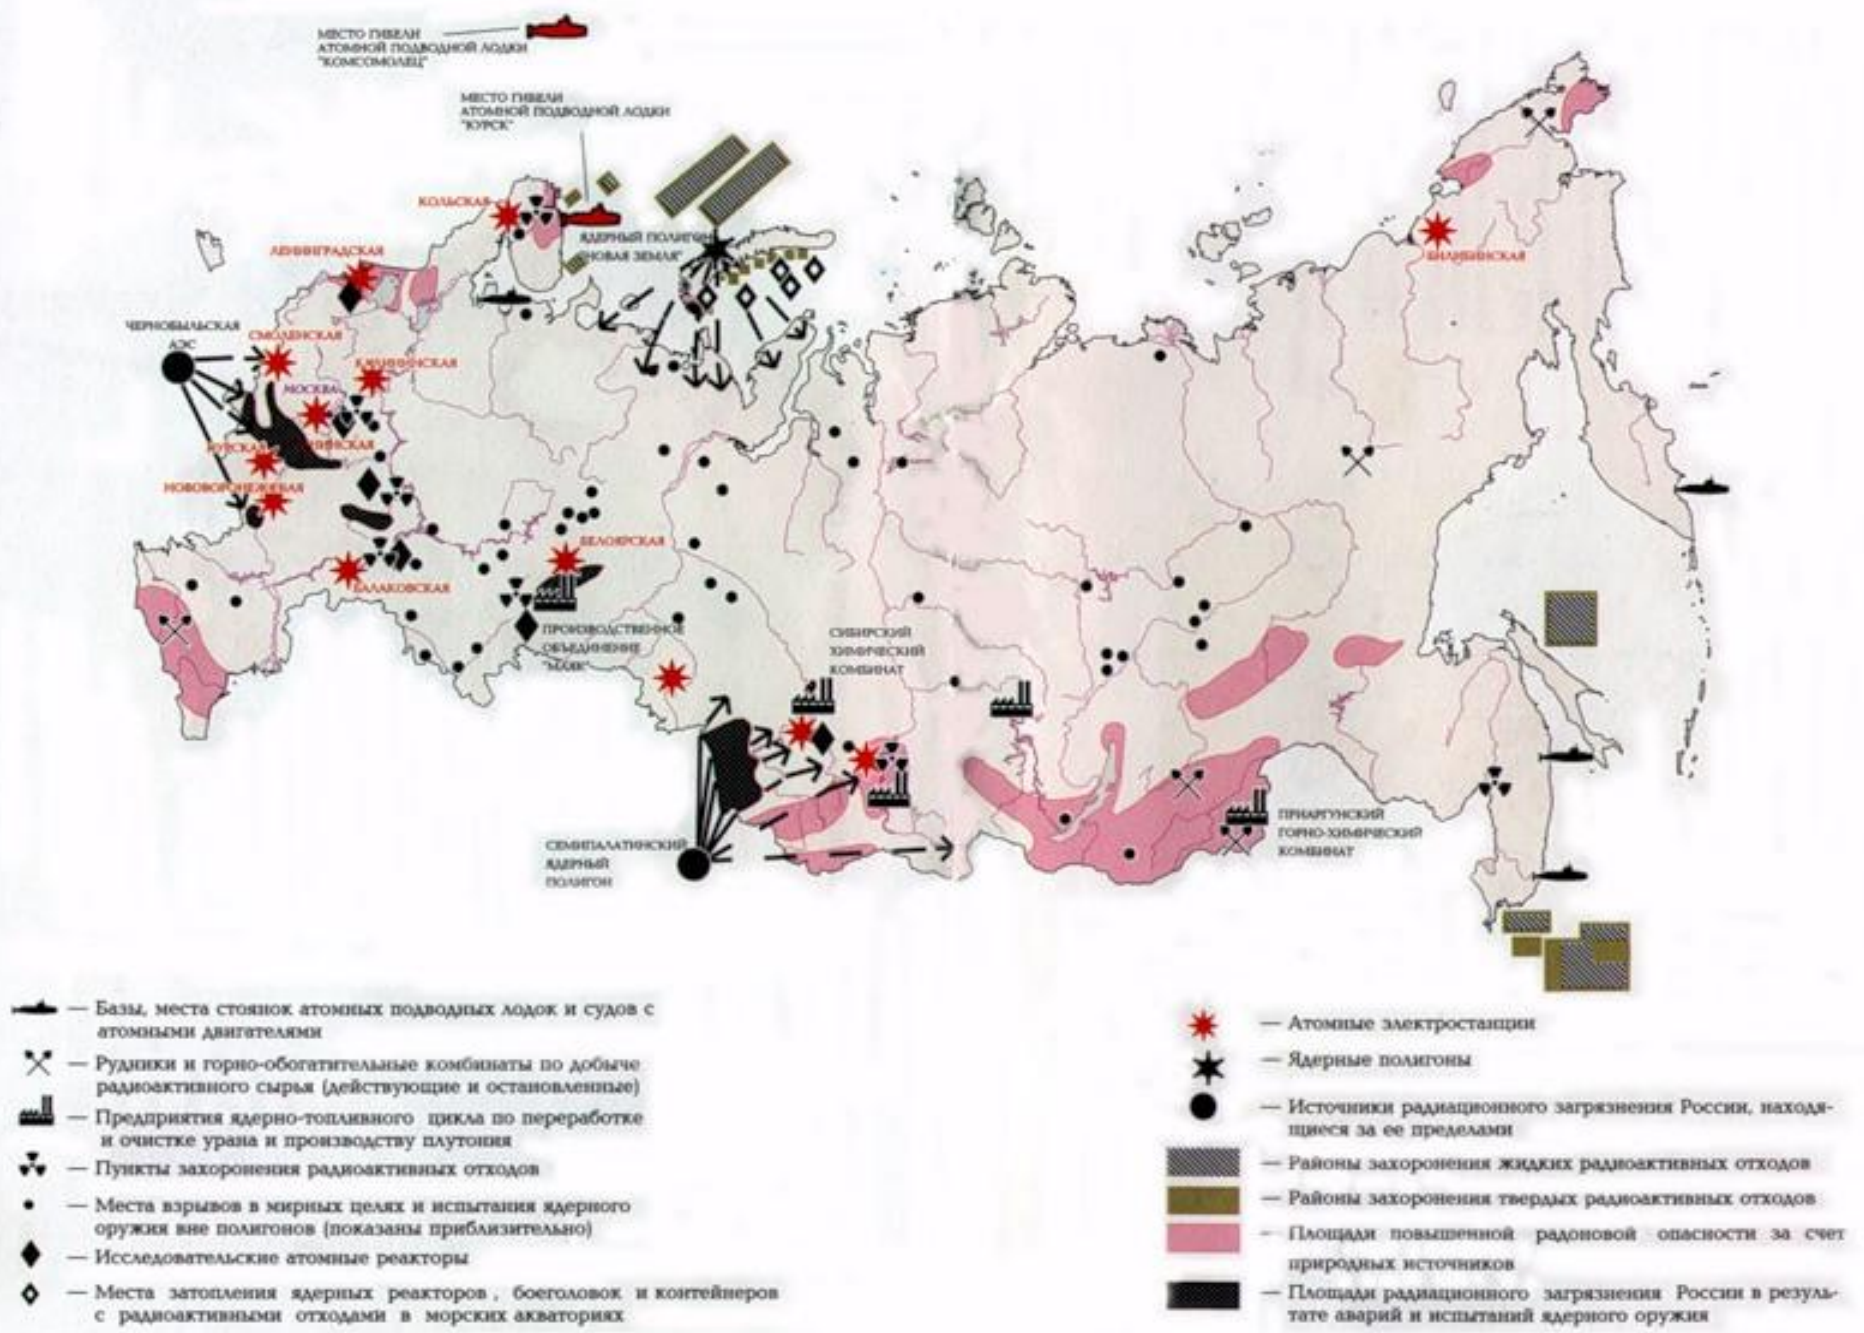 МЕСТО ГИБЕЛИ
АТОМНОЙ ПОДВОДНОЙ ЛОДКИ
"КОМСОМОЛЕЦ"
МЕСТО ГИБЕЛИ
АТОМНОЙ ПОДВОДНОЙ ЛОДКИ
"КУРСК"
КОЛЬСКАЯ
ЯДЕРНЫЙ ПОЛИГОН
"НОВАЯ ЗЕМЛЯ"
ЛЕНИНГРАДСКАЯ
БИЛИБИНСКАЯ
ЧЕРНОБЫЛЬСКАЯ
АЭС
СМОЛЕНСКАЯ
КАЛИНИНСКАЯ
МОСКВА
КУРСКАЯ
НОВОВОРОНЕЖСКАЯ
БЕЛОЯРСКАЯ
БАЛАКОВСКАЯ
ПРОИЗВОДСТВЕННОЕ
ОБЪЕДИНЕНИЕ
"МАЯК"
СИБИРСКИЙ
ХИМИЧЕСКИЙ
КОМБИНАТ
СЕМИПАЛАТИНСКИЙ
ЯДЕРНЫЙ
ПОЛИГОН
ПРИАРГУНСКИЙ
ГОРНО-ХИМИЧЕСКИЙ
КОМБИНАТ
— Базы, места стоянок атомных подводных лодок и судов с
атомными двигателями
— Рудники и горно-обогатительные комбинаты по добыче
радиоактивного сырья (действующие и остановленные)
— Предприятия ядерно-топливного цикла по переработке
и очистке урана и производству плутония
— Пункты захоронения радиоактивных отходов
— Места взрывов в мирных целях и испытания ядерного
оружия вне полигонов (показаны приблизительно)
— Исследовательские атомные реакторы
— Места затопления ядерных реакторов, боеголовок и контейнеров
с радиоактивными отходами в морских акваториях
— Атомные электростанции
— Ядерные полигоны
— Источники радиационного загрязнения России, находя-
щиеся за ее пределами
— Районы захоронения жидких радиоактивных отходов
— Районы захоронения твердых радиоактивных отходов
— Площади повышенной радоновой опасности за счет
природных источников
— Площади радиационного загрязнения России в резуль-
тате аварий и испытаний ядерного оружия